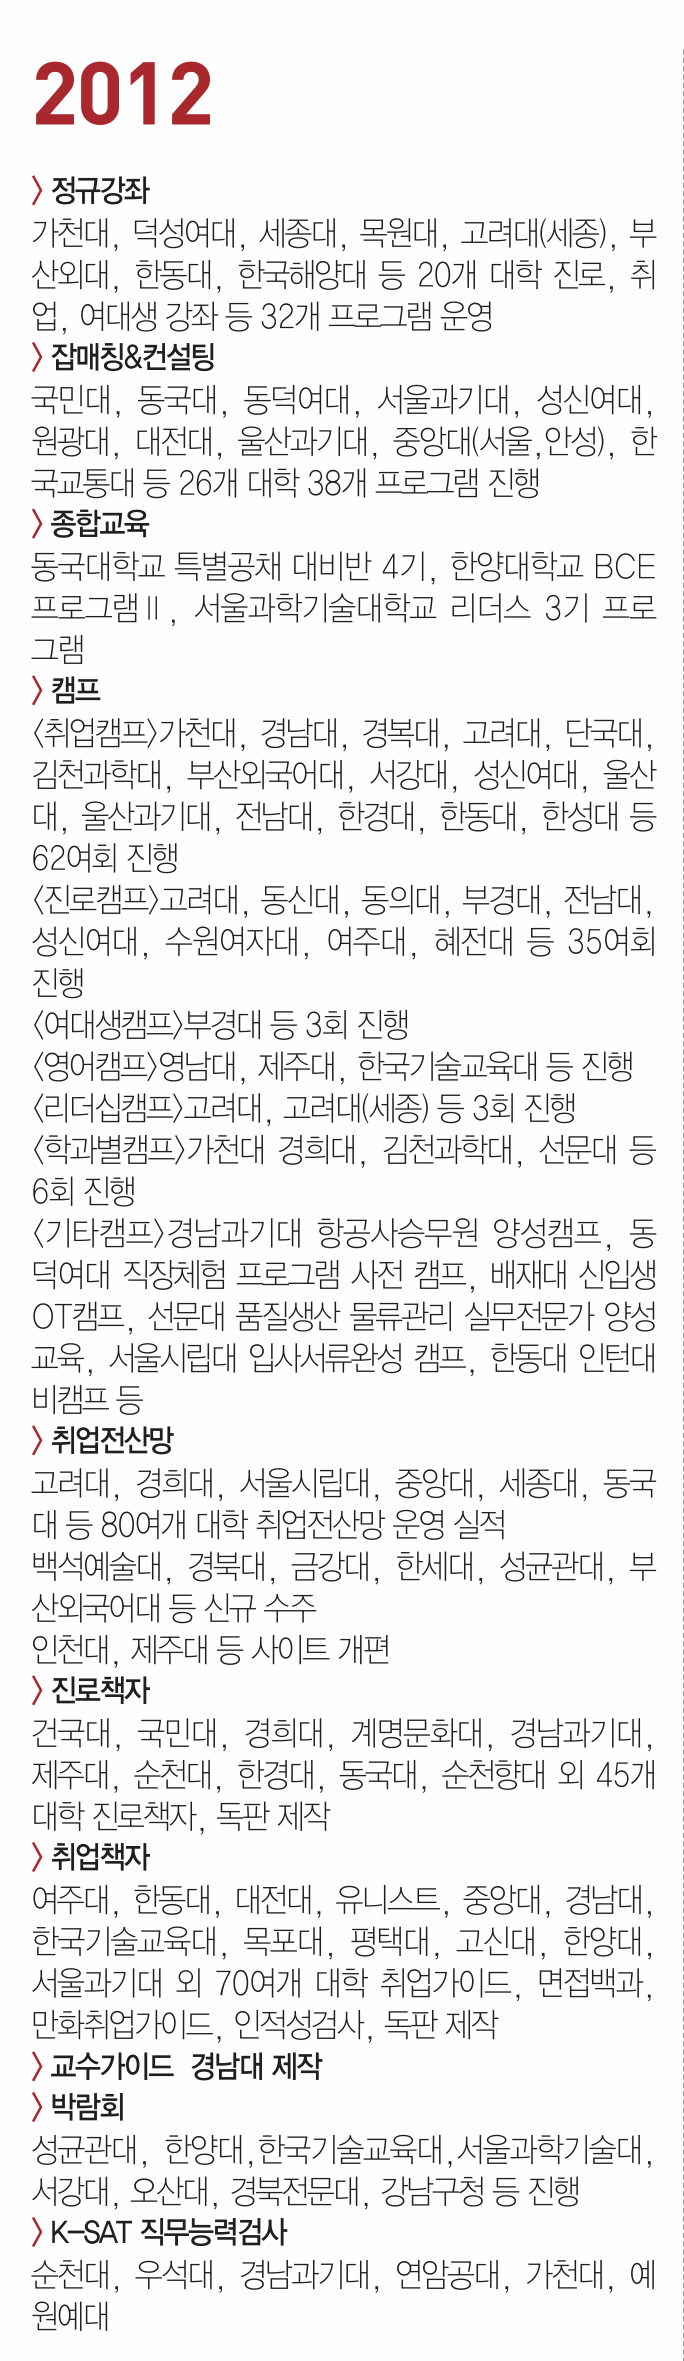 2012
〉정규강좌
가천대, 덕성여대, 세종대, 목원대, 고려대(세종), 부
산외대, 한동대, 한국해양대 등 20개 대학 진로, 취
업, 여대생 강좌 등 32개 프로그램 운영
〉잡매칭&컨설팅
국민대, 동국대, 동덕여대, 서울과기대, 성신여대,
원광대, 대전대, 울산과기대, 중앙대(서울,안성), 한
국교통대 등 26개 대학 38개 프로그램 진행
〉종합교육
동국대학교 특별공채 대비반 4기, 한양대학교 BCE
프로그램Ⅱ, 서울과학기술대학교 리더스 3기 프로
그램
〉캠프
〈취업캠프〉가천대, 경남대, 경복대, 고려대, 단국대,
김천과학대, 부산외국어대, 서강대, 성신여대, 울산
대, 울산과기대, 전남대, 한경대, 한동대, 한성대 등
62여회 진행
〈진로캠프〉고려대, 동신대, 동의대, 부경대, 전남대,
성신여대, 수원여자대, 여주대, 혜전대 등 35여회
진행
〈여대생캠프〉부경대 등 3회 진행
〈영어캠프〉영남대, 제주대, 한국기술교육대 등 진행
〈리더십캠프〉고려대, 고려대(세종) 등 3회 진행
〈학과별캠프〉가천대 경희대, 김천과학대, 선문대 등
6회 진행
〈기타캠프〉경남과기대 항공사승무원 양성캠프, 동
덕여대 직장체험 프로그램 사전 캠프, 배재대 신입생
OT캠프, 선문대 품질생산 물류관리 실무전문가 양성
교육, 서울시립대 입사서류완성 캠프, 한동대 인턴대
비캠프 등
〉취업전산망
고려대, 경희대, 서울시립대, 중앙대, 세종대, 동국
대 등 80여개 대학 취업전산망 운영 실적
백석예술대, 경북대, 금강대, 한세대, 성균관대, 부
산외국어대 등 신규 수주
인천대, 제주대 등 사이트 개편
〉진로책자
건국대, 국민대, 경희대, 계명문화대, 경남과기대,
제주대, 순천대, 한경대, 동국대, 순천향대 외 45개
대학 진로책자, 독판 제작
〉취업책자
여주대, 한동대, 대전대, 유니스트, 중앙대, 경남대,
한국기술교육대, 목포대, 평택대, 고신대, 한양대,
서울과기대 외 70여개 대학 취업가이드, 면접백과,
만화취업가이드, 인적성검사, 독판 제작
〉교수가이드 경남대 제작
〉박람회
성균관대, 한양대,한국기술교육대,서울과학기술대,
서강대, 오산대, 경북전문대, 강남구청 등 진행
〉K-SAT 직무능력검사
순천대, 우석대, 경남과기대, 연암공대, 가천대, 예
원예대